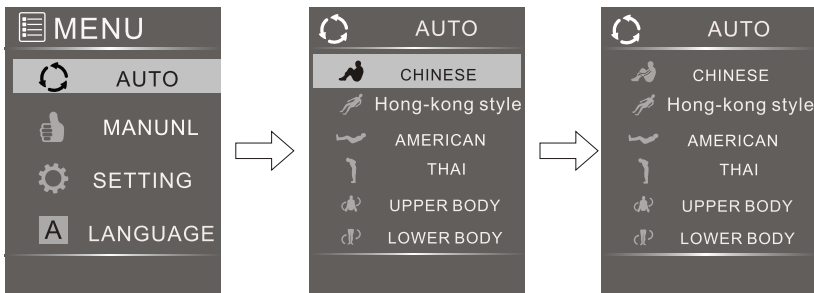 MENU
AUTO
MANUNL
SETTING
A LANGUAGE
AUTO
CHINESE
Hong-kong style
AMERICAN
THAI
UPPER BODY
LOWER BODY
AUTO
CHINESE
Hong-kong style
AMERICAN
THAI
UPPER BODY
LOWER BODY